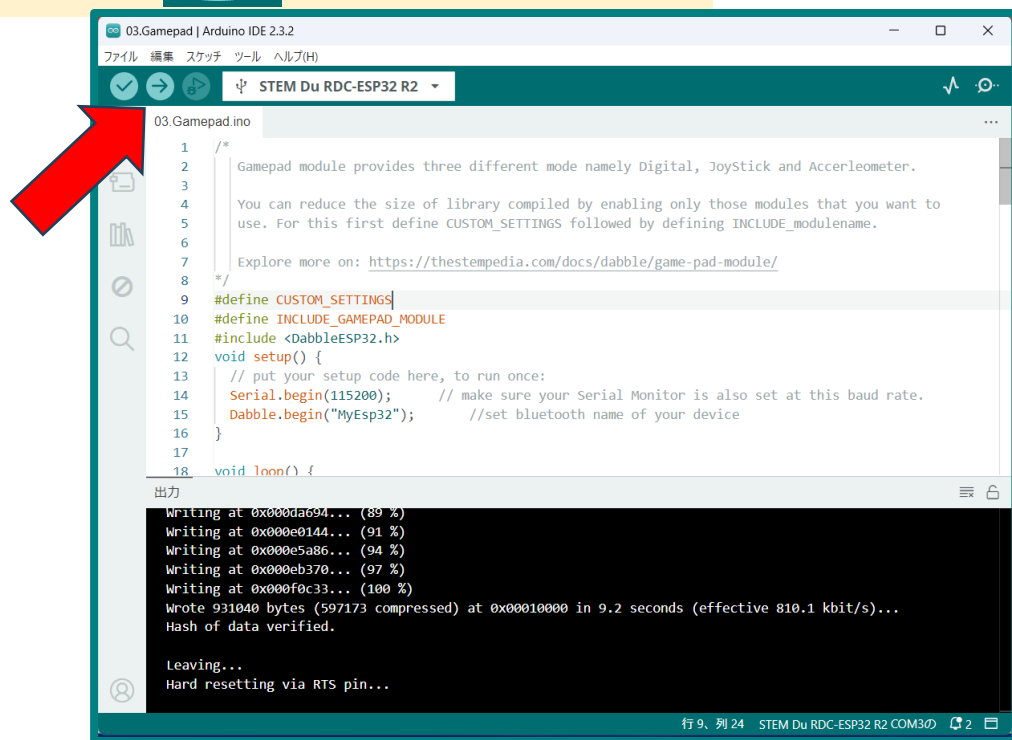 03.Gamepad | Arduino IDE 2.3.2
ファイル 編集 スケッチ ツール ヘルプ(H)
STEM Du RDC-ESP32 R2
03.Gamepad.ino
1 /*
2 Gamepad module provides three different mode namely Digital, JoyStick and Accerleometer.
3
4 You can reduce the size of library compiled by enabling only those modules that you want to
5 use. For this first define CUSTOM_SETTINGS followed by defining INCLUDE_modulename.
6
7 Explore more on: https://thestempedia.com/docs/dabble/game-pad-module/
8 */
9 #define CUSTOM_SETTINGS
10 #define INCLUDE_GAMEPAD_MODULE
11 #include <DabbleESP32.h>
12 void setup() {
13 // put your setup code here, to run once:
14 Serial.begin(115200); // make sure your Serial Monitor is also set at this baud rate.
15 Dabble.begin("MyEsp32"); //set bluetooth name of your device
16 }
17
18 void loop() {
出力
Writing at 0x000da694... (89 %)
Writing at 0x000e0144... (91 %)
Writing at 0x000e5a86... (94 %)
Writing at 0x000eb370... (97 %)
Writing at 0x000f0c33... (100 %)
Wrote 931040 bytes (597173 compressed) at 0x00010000 in 9.2 seconds (effective 810.1 kbit/s)...
Hash of data verified.
Leaving...
Hard resetting via RTS pin...
行 9、列 24 STEM Du RDC-ESP32 R2 COM3の 2